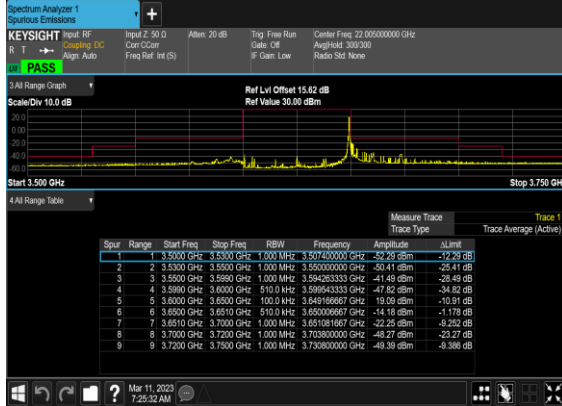 Spectrum Analyzer 1
Spurious Emissions
KEYSIGHT Input: RF Input Z: 50 Ω Atten: 20 dB Trig: Free Run Center Freq: 22.005000000 GHz
R T Coupling: DC Corr CCorr Gate: Off Avg|Hold: 300/300
Align: Auto Freq Ref: Int (S) IF Gain: Low Radio Std: None
PASS
3 All Range Graph
Ref Lvl Offset 15.62 dB
Scale/Div 10.0 dB Ref Value 30.00 dBm
20.0
0.00
-20.0
-40.0
-60.0
Start 3.500 GHz Stop 3.750 GH
4 All Range Table
Measure Trace Trace 1
Trace Type Trace Average (Active)
Spur Range Start Freq Stop Freq RBW Frequency Amplitude ΔLimit
1 1 3.5000 GHz 3.5300 GHz 1.000 MHz 3.507400000 GHz -52.29 dBm -12.29 dB
2 2 3.5300 GHz 3.5500 GHz 1.000 MHz 3.550000000 GHz -50.41 dBm -25.41 dB
3 3 3.5500 GHz 3.5990 GHz 1.000 MHz 3.594263333 GHz -41.49 dBm -28.49 dB
4 4 3.5990 GHz 3.6000 GHz 510.0 kHz 3.599543333 GHz -47.82 dBm -34.82 dB
5 5 3.6000 GHz 3.6500 GHz 100.0 kHz 3.649166667 GHz 19.09 dBm -10.91 dB
6 6 3.6500 GHz 3.6510 GHz 510.0 kHz 3.650006667 GHz -14.18 dBm -1.178 dB
7 7 3.6510 GHz 3.7000 GHz 1.000 MHz 3.651081667 GHz -22.25 dBm -9.252 dB
8 8 3.7000 GHz 3.7200 GHz 1.000 MHz 3.703800000 GHz -48.27 dBm -23.27 dB
9 9 3.7200 GHz 3.7500 GHz 1.000 MHz 3.730800000 GHz -49.39 dBm -9.386 dB
Mar 11, 2023
7:25:32 AM